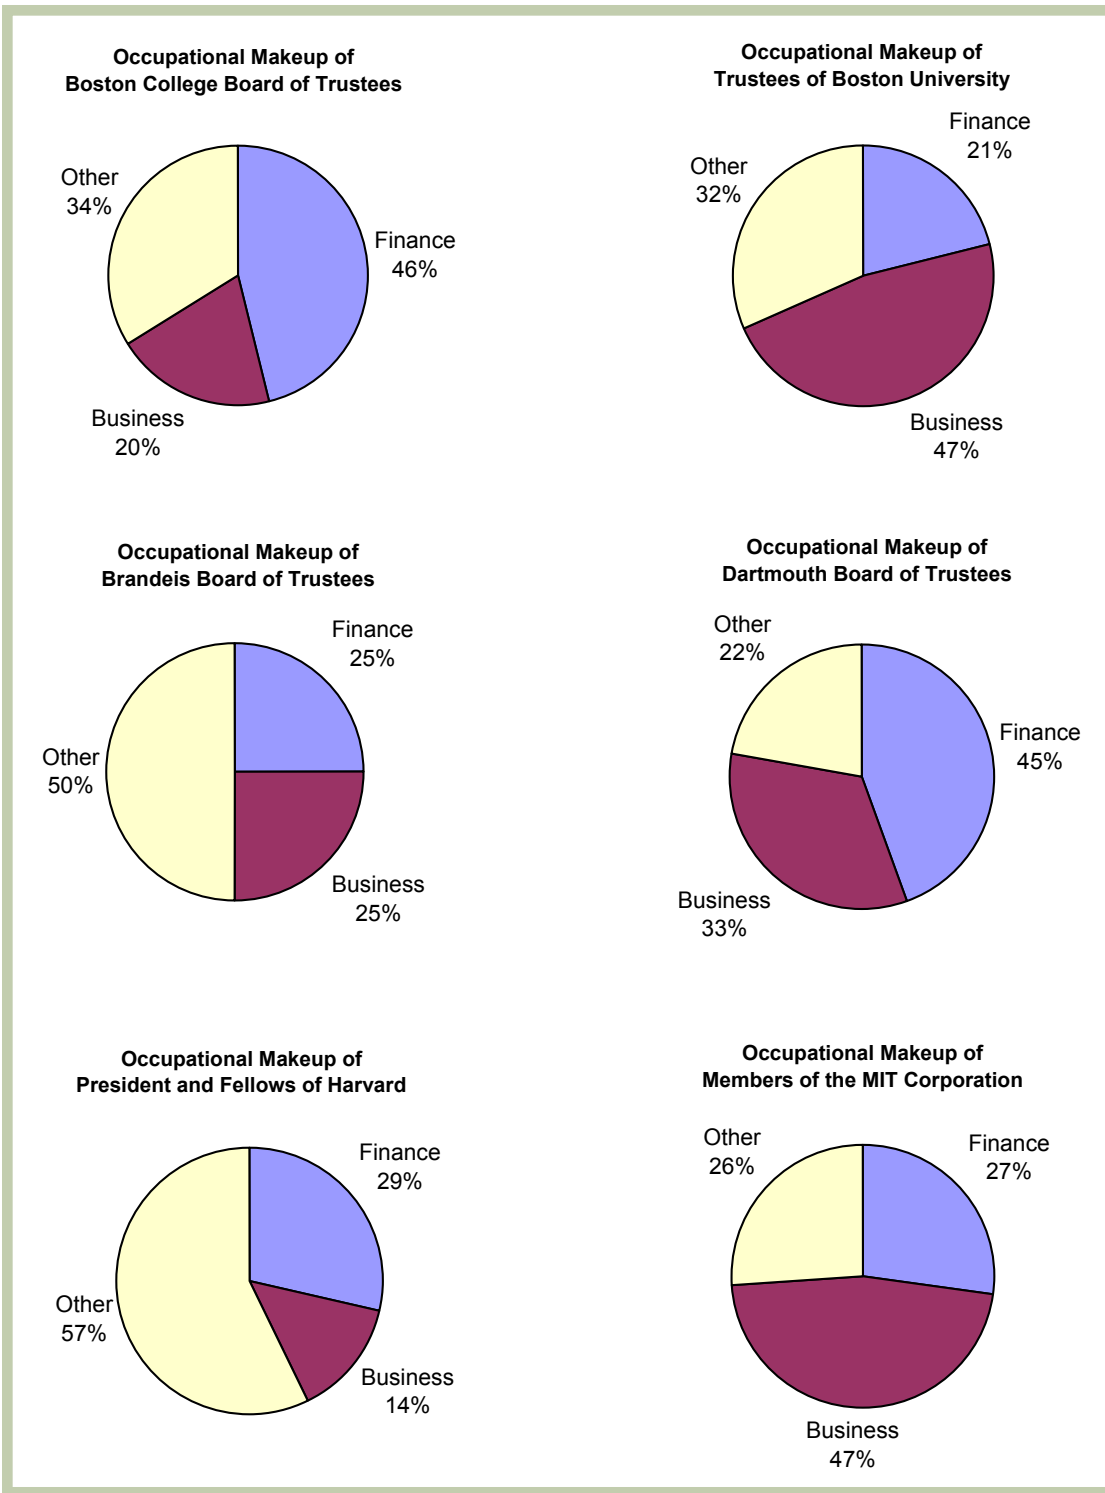 Occupational Makeup of
Boston College Board of Trustees
Other
34%
Finance
46%
Business
20%
Occupational Makeup of
Trustees of Boston University
Finance
21%
Other
32%
Business
47%
Occupational Makeup of
Brandeis Board of Trustees
Finance
25%
Other
50%
Business
25%
Occupational Makeup of
Dartmouth Board of Trustees
Other
22%
Finance
45%
Business
33%
Occupational Makeup of
President and Fellows of Harvard
Finance
29%
Other
57%
Business
14%
Occupational Makeup of
Members of the MIT Corporation
Other
26%
Finance
27%
Business
47%